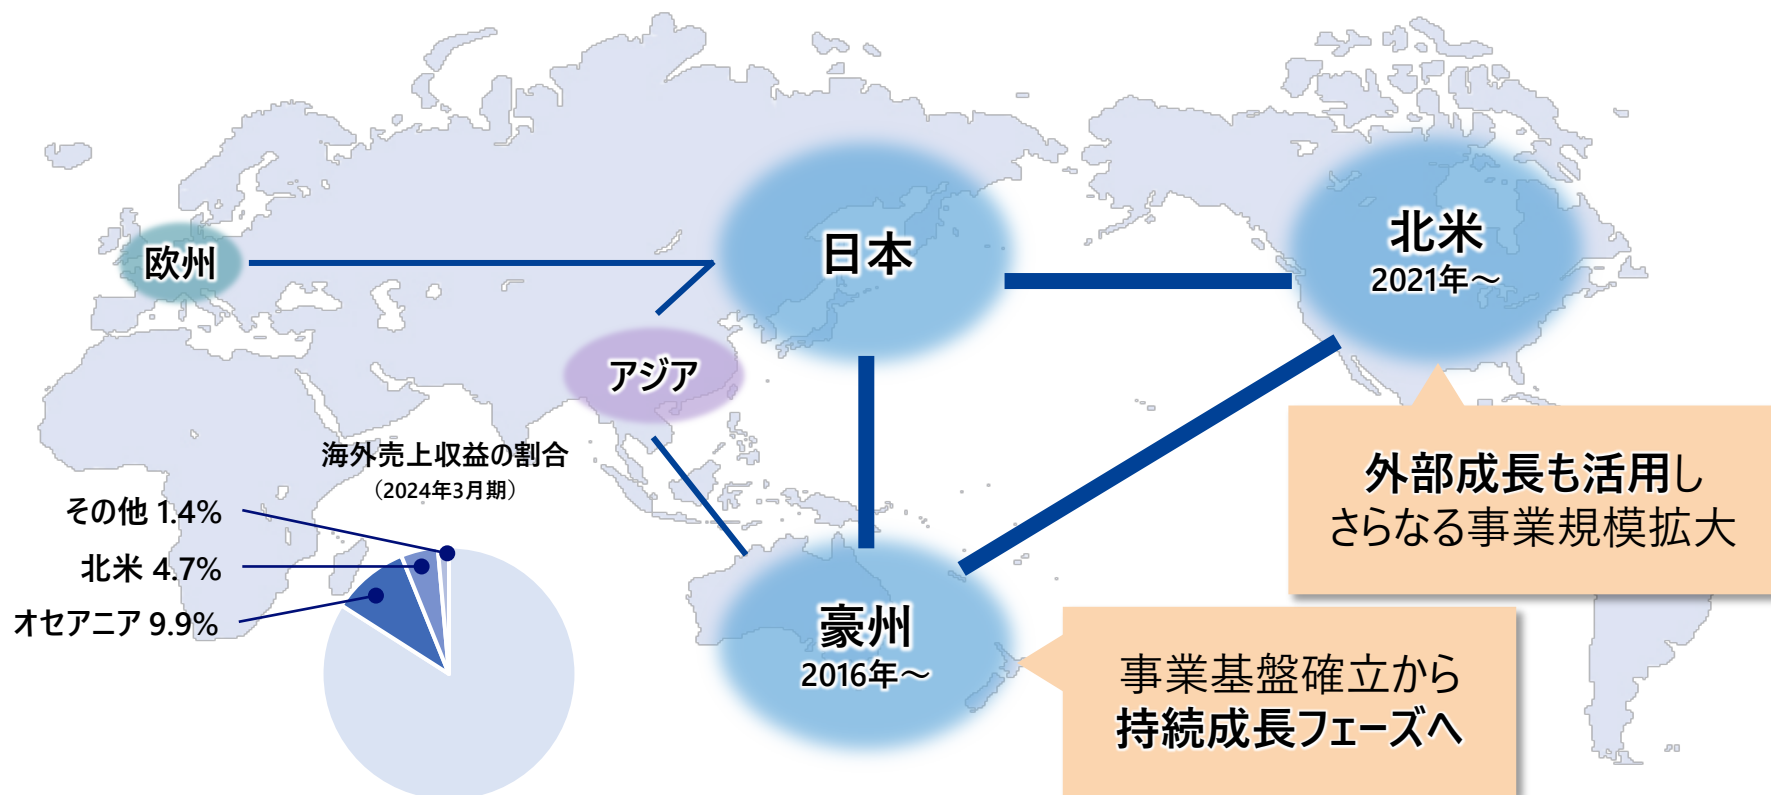 欧州
日本
北米
2021年～
アジア
海外売上収益の割合
（2024年3月期）
その他 1.4%
北米 4.7%
オセアニア 9.9%
外部成長も活用し
さらなる事業規模拡大
豪州
2016年～
事業基盤確立から
持続成長フェーズへ